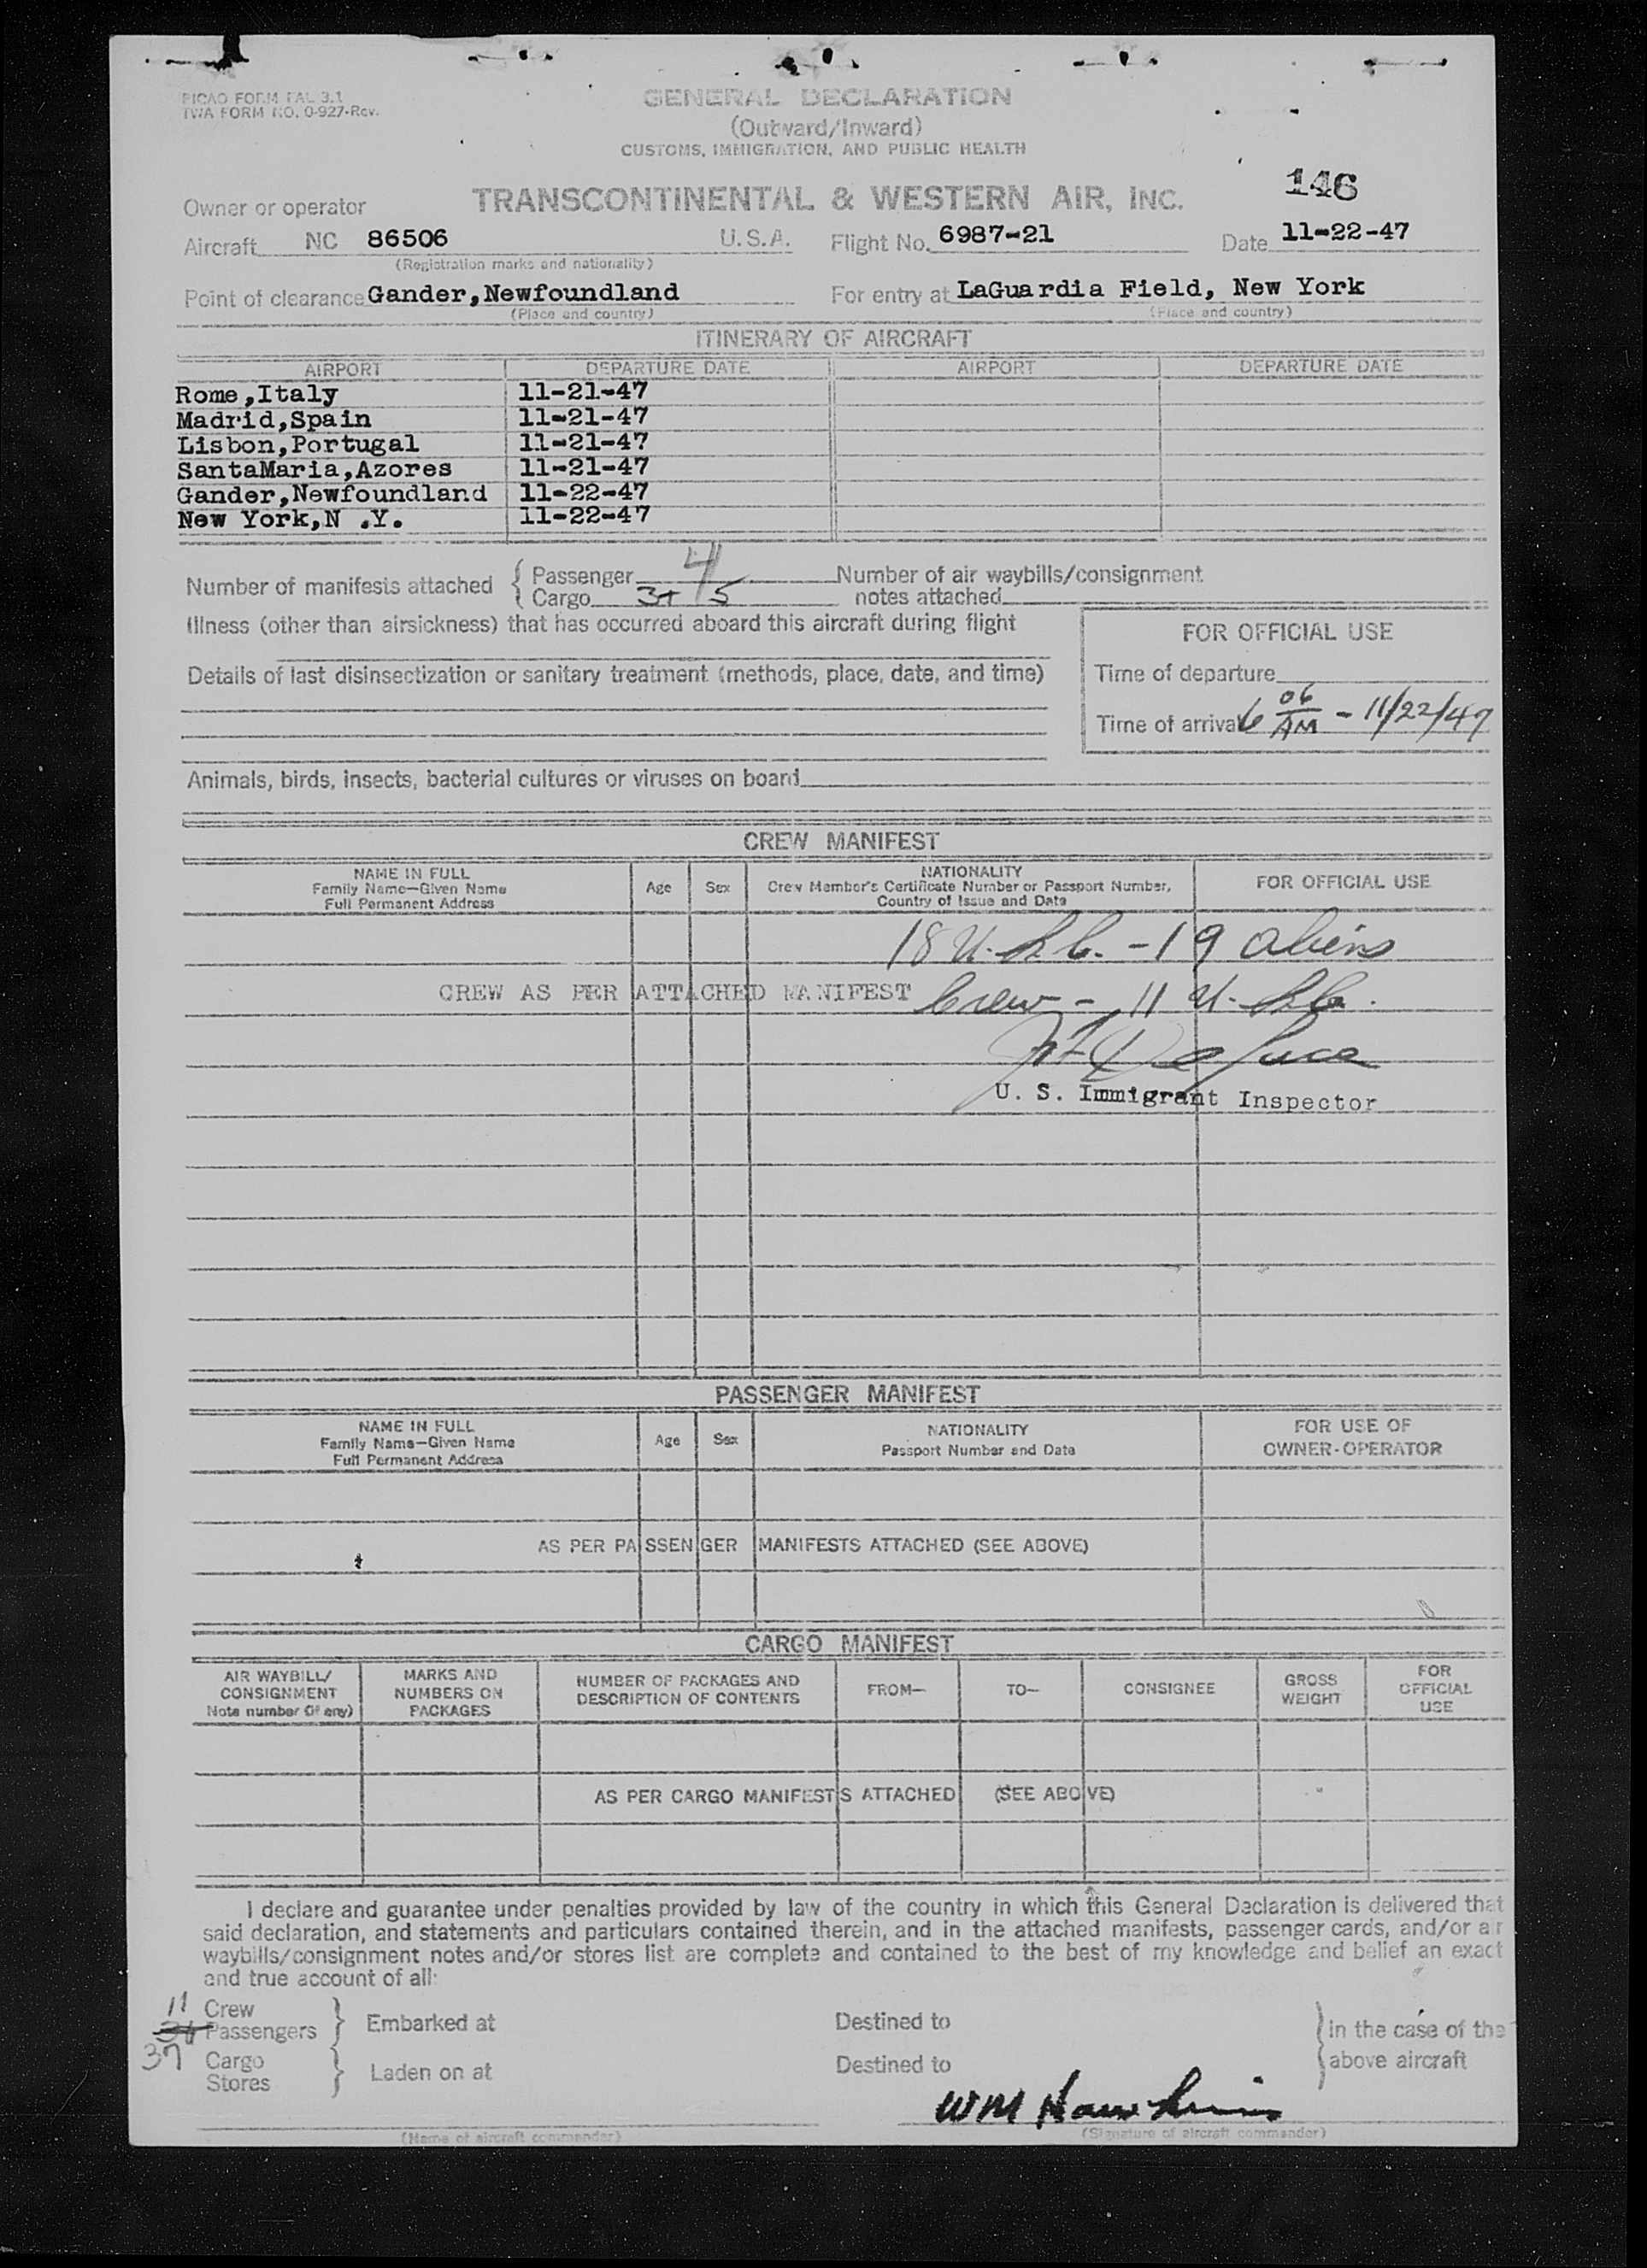 PICAO FORM FAL 3.1
TWA FORM NO. 0-927-Rev.
GENERAL DECLARATION
(Outward/Inward)
CUSTOMS, IMMIGRATION, AND PUBLIC HEALTH
146
Owner or operator TRANSCONTINENTAL & WESTERN AIR, INC.
Aircraft NC 86506 U.S.A. Flight No. 6987-21 Date 11-22-47
(Registration marks and nationality)
Point of clearance Gander,Newfoundland For entry at LaGuardia Field, New York
(Place and country) (Place and country)
ITINERARY OF AIRCRAFT
AIRPORT DEPARTURE DATE AIRPORT DEPARTURE DATE
Rome,Italy 11-21-47
Madrid,Spain 11-21-47
Lisbon,Portugal 11-21-47
SantaMaria,Azores 11-21-47
Gander,Newfoundland 11-22-47
New York,N .Y. 11-22-47
Number of manifests attached { Passenger 4 Number of air waybills/consignment
Cargo 3+ 5 notes attached
Illness (other than airsickness) that has occurred aboard this aircraft during flight
FOR OFFICIAL USE
Details of last disinsectization or sanitary treatment (methods, place, date, and time)
Time of departure
Time of arrival 6 06 AM - 11/22/47
Animals, birds, insects, bacterial cultures or viruses on board
CREW MANIFEST
NAME IN FULL
Family Name—Given Name
Full Permanent Address
Age Sex
NATIONALITY
Crew Member's Certificate Number or Passport Number,
Country of Issue and Date
FOR OFFICIAL USE
18 U.S.C. - 19 aliens
CREW AS PER ATTACHED MANIFEST Crew - 11 U.S.C.
U. S. Immigrant Inspector
PASSENGER MANIFEST
NAME IN FULL
Family Name—Given Name
Full Permanent Address
Age Sex
NATIONALITY
Passport Number and Date
FOR USE OF
OWNER-OPERATOR
AS PER PASSENGER MANIFESTS ATTACHED (SEE ABOVE)
CARGO MANIFEST
AIR WAYBILL/
CONSIGNMENT
Note number (if any)
MARKS AND
NUMBERS ON
PACKAGES
NUMBER OF PACKAGES AND
DESCRIPTION OF CONTENTS
FROM— TO— CONSIGNEE
GROSS
WEIGHT
FOR
OFFICIAL
USE
AS PER CARGO MANIFESTS ATTACHED (SEE ABOVE)
I declare and guarantee under penalties provided by law of the country in which this General Declaration is delivered that
said declaration, and statements and particulars contained therein, and in the attached manifests, passenger cards, and/or air
waybills/consignment notes and/or stores list are complete and contained to the best of my knowledge and belief an exact
and true account of all:
11 Crew
Passengers } Embarked at Destined to } in the case of the
37 Cargo
Stores } Laden on at Destined to above aircraft
(Name of aircraft commander) (Signature of aircraft commander)